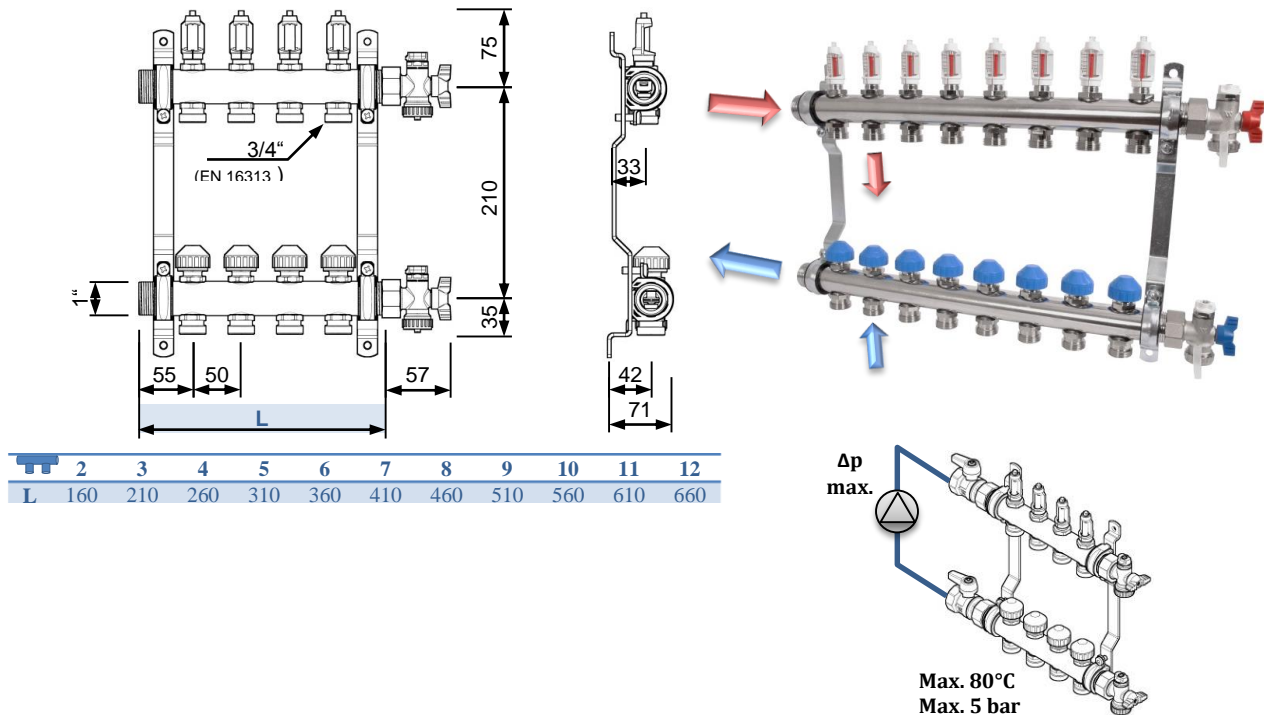 75
3/4“
(EN 16313 )
210
33
1“
35
55
50
57
42
71
L
2 3 4 5 6 7 8 9 10 11 12
L 160 210 260 310 360 410 460 510 560 610 660
Δp
max.
Max. 80°C
Max. 5 bar